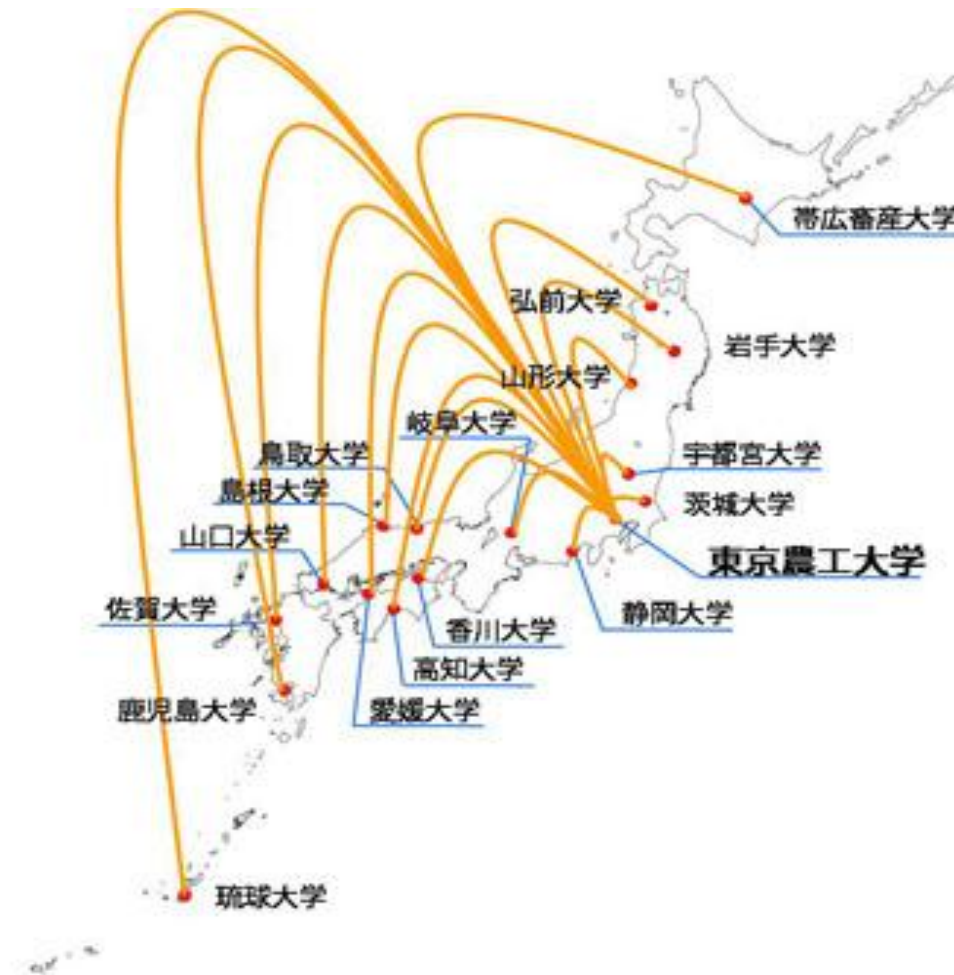 帯広畜産大学
弘前大学
岩手大学
山形大学
岐阜大学
鳥取大学
宇都宮大学
島根大学
茨城大学
山口大学
東京農工大学
佐賀大学
静岡大学
香川大学
高知大学
鹿児島大学
愛媛大学
琉球大学